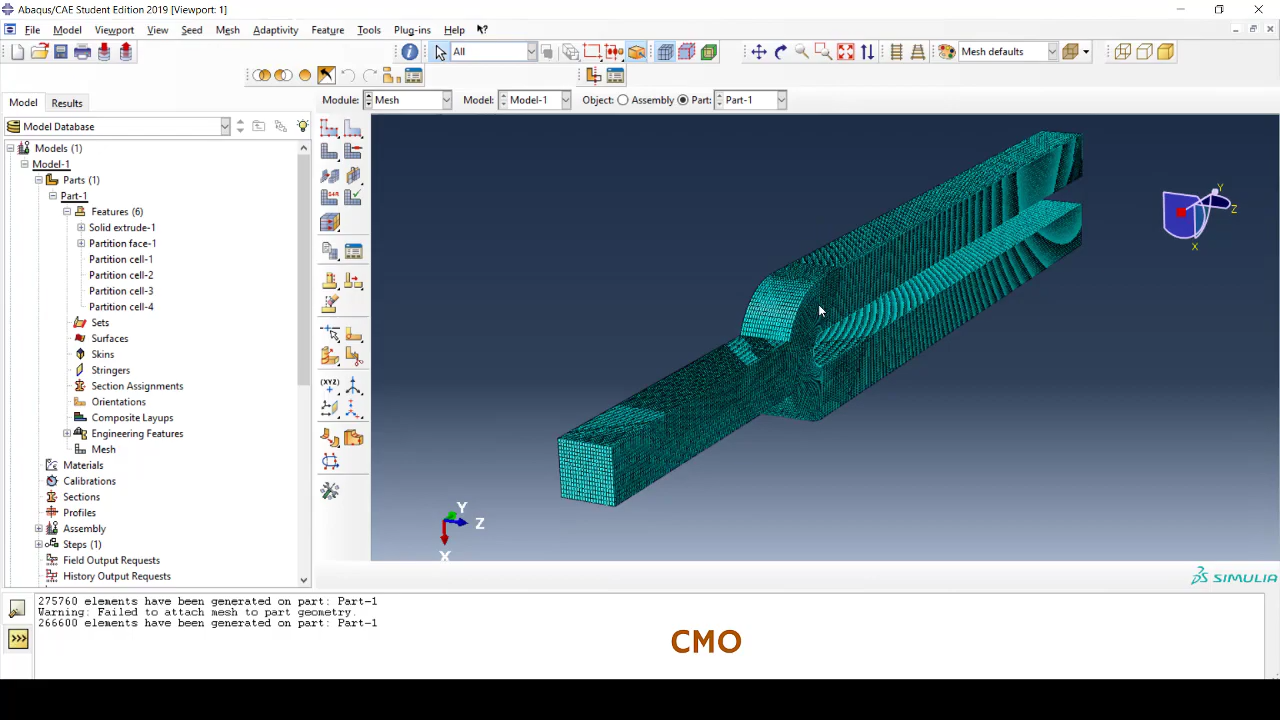 Abaqus/CAE Student Edition 2019 [Viewport: 1]
File Model Viewport View Seed Mesh Adaptivity Feature Tools Plug-ins Help
All
Mesh defaults
Module: Mesh Model: Model-1 Object: Assembly Part: Part-1
Model Results
Model Database
Models (1)
Model-1
Parts (1)
Part-1
Features (6)
Solid extrude-1
Partition face-1
Partition cell-1
Partition cell-2
Partition cell-3
Partition cell-4
Sets
Surfaces
Skins
Stringers
Section Assignments
Orientations
Composite Layups
Engineering Features
Mesh
Materials
Calibrations
Sections
Profiles
Assembly
Steps (1)
Field Output Requests
History Output Requests
(XYZ)
Y
Z
X
Y
Z
X
SIMULIA
275760 elements have been generated on part: Part-1
Warning: Failed to attach mesh to part geometry.
266600 elements have been generated on part: Part-1
>>>
CMO